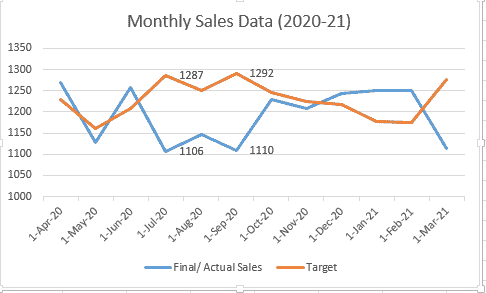 Monthly Sales Data (2020-21)
1350
1300
1250
1200
1150
1100
1050
1000
1287
1292
1106
1110
1-Apr-20
1-May-20
1-Jun-20
1-Jul-20
1-Aug-20
1-Sep-20
1-Oct-20
1-Nov-20
1-Dec-20
1-Jan-21
1-Feb-21
1-Mar-21
Final/ Actual Sales
Target